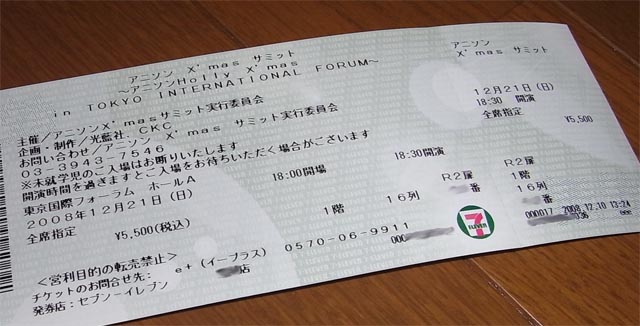 アニソン X'mas サミット
～アニソンHolly X'mas～
in TOKYO INTERNATIONAL FORUM～
主催/アニソンX'masサミット実行委員会
企画・制作/光藍社、CKC
お問い合わせ/アニソン X'mas サミット実行委員会
03-3943-7546
※未就学児のご入場はお断りいたします
開演時間を過ぎますとご入場をお待ちいただく場合がございます
東京国際フォーラム ホールA 18:00開場 18:30開演
2008年12月21日(日)
全席指定 ¥5,500(税込) 1階 16列 R2扉 番
<営利目的の転売禁止>
チケットのお問合せ先: e+(イープラス) 0570-06-9911
発券店:セブンーイレブン 店
000
7 ELEVEN
アニソン
X'mas サミット
12月21日(日)
18:30 開演
全席指定 ¥5,500
R2扉 1階
番 16列
000017 2008.12.10 13:24